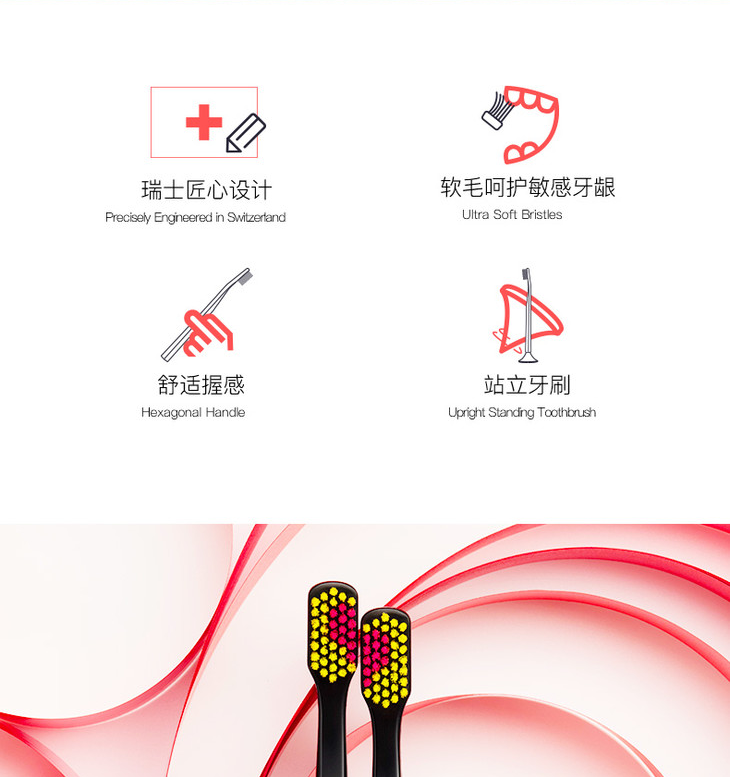 瑞士匠心设计
Precisely Engineered in Switzerland
软毛呵护敏感牙龈
Ultra Soft Bristles
舒适握感
Hexagonal Handle
站立牙刷
Upright Standing Toothbrush